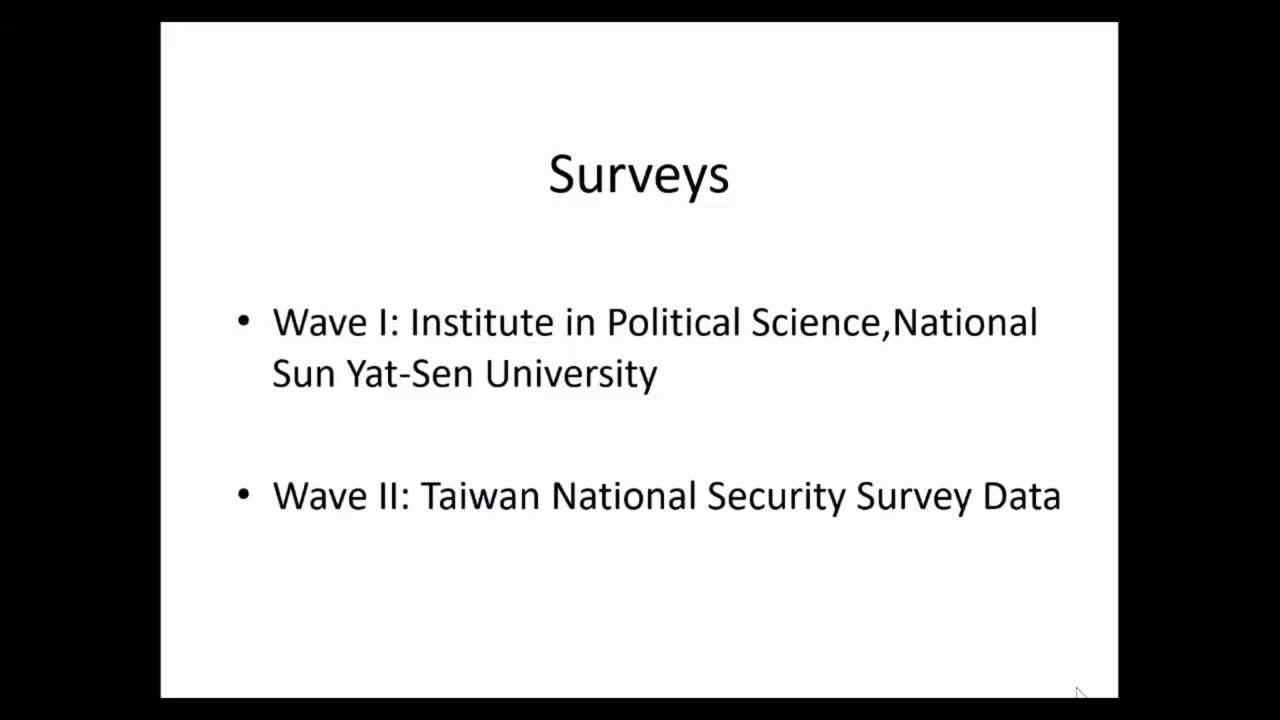 Surveys
• Wave I: Institute in Political Science,National
Sun Yat-Sen University
• Wave II: Taiwan National Security Survey Data